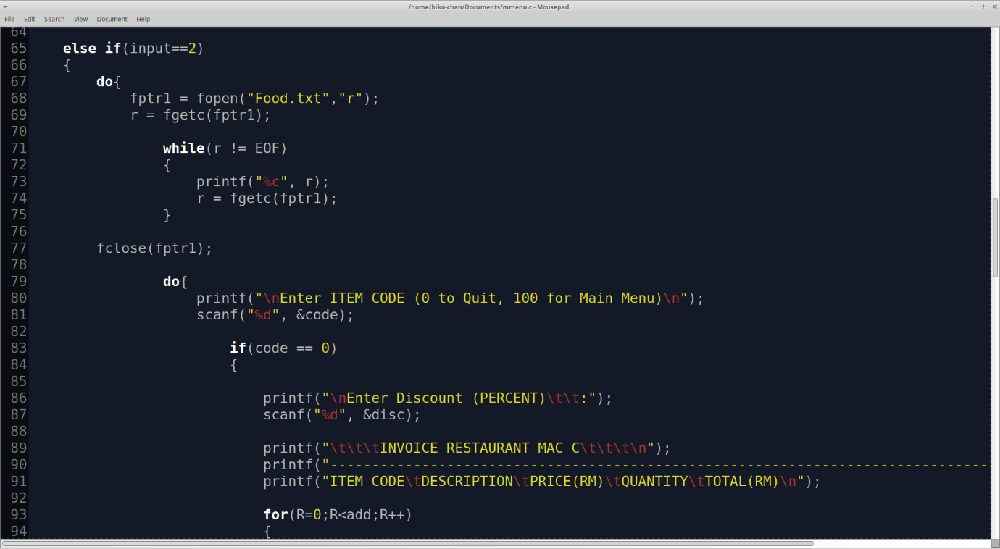 /home/hiko-chan/Documents/mmenu.c - Mousepad
File Edit Search View Document Help
64
65     else if(input==2)
66     {
67         do{
68             fptr1 = fopen("Food.txt","r");
69             r = fgetc(fptr1);
70
71                 while(r != EOF)
72                 {
73                     printf("%c", r);
74                     r = fgetc(fptr1);
75                 }
76
77         fclose(fptr1);
78
79                 do{
80                     printf("\nEnter ITEM CODE (0 to Quit, 100 for Main Menu)\n");
81                     scanf("%d", &code);
82
83                         if(code == 0)
84                         {
85
86                             printf("\nEnter Discount (PERCENT)\t\t:");
87                             scanf("%d", &disc);
88
89                             printf("\t\t\tINVOICE RESTAURANT MAC C\t\t\t\n");
90                             printf("--------------------------------------------------------------------------------
91                             printf("ITEM CODE\tDESCRIPTION\tPRICE(RM)\tQUANTITY\tTOTAL(RM)\n");
92
93                             for(R=0;R<add;R++)
94                             {